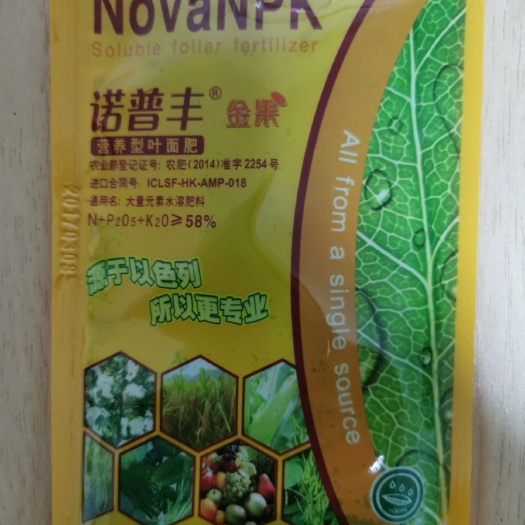 NovaNPK
Soluble foliar fertilizer
诺普丰® 金果
营养型叶面肥
农业部登记证号: 农肥(2014)准字2254号
进口合同号: ICLSF-HK-AMP-018
通用名: 大量元素水溶肥料
N+P2O5+K2O≥58%
源于以色列
所以更专业
All from a single source
20170308